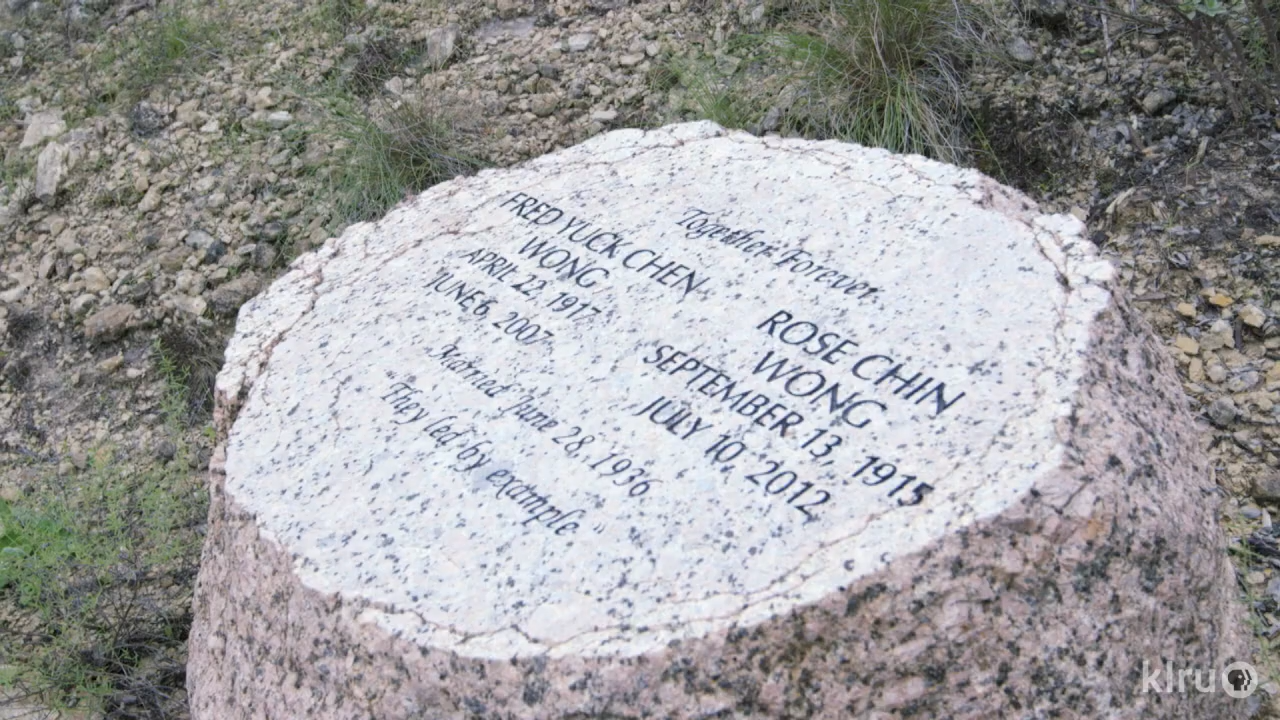 Together Forever
FRED YUCK CHEN
WONG
APRIL 22, 1917
JUNE 6, 2007
ROSE CHIN
WONG
SEPTEMBER 13, 1915
JULY 10, 2012
Married June 28, 1936
"They led by example"
klru